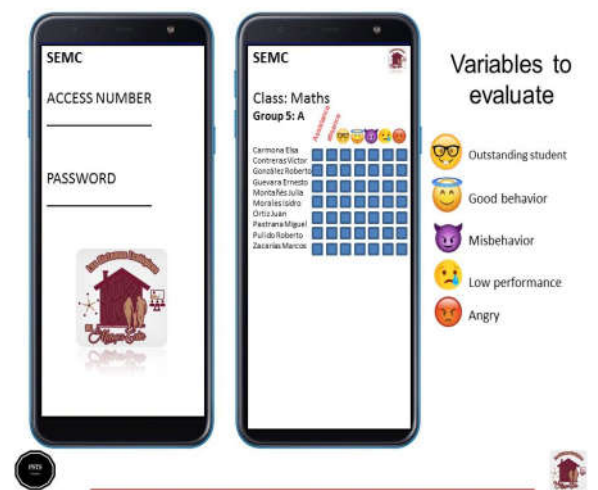 SEMC
ACCESS NUMBER
PASSWORD
SEMC
Class: Maths
Group 5: A
Assistance
absence
Carmona Elsa
Contreras Victor
González Roberto
Guevara Ernesto
Montañés Julia
Morales Isidro
Ortiz Juan
Pastrana Miguel
Pulido Roberto
Zacarías Marcos
Variables to
evaluate
Outstanding student
Good behavior
Misbehavior
Low performance
Angry